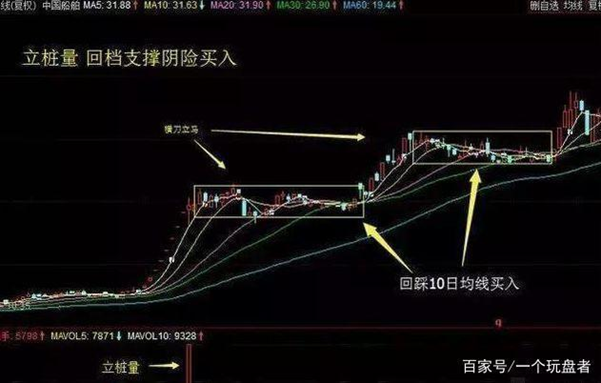 线(复权) 中国船舶 MA5: 31.88↑ MA10: 31.63↓ MA20: 31.90↑ MA30: 26.90↑ MA60: 19.44↑ 删自选 均线 复权
立桩量 回档支撑阴险买入
横刀立马
回踩10日均线买入
q
手: 5798↑ MAVOL5: 7871↓ MAVOL10: 9328↑
立桩量
百家号/一个玩盘者